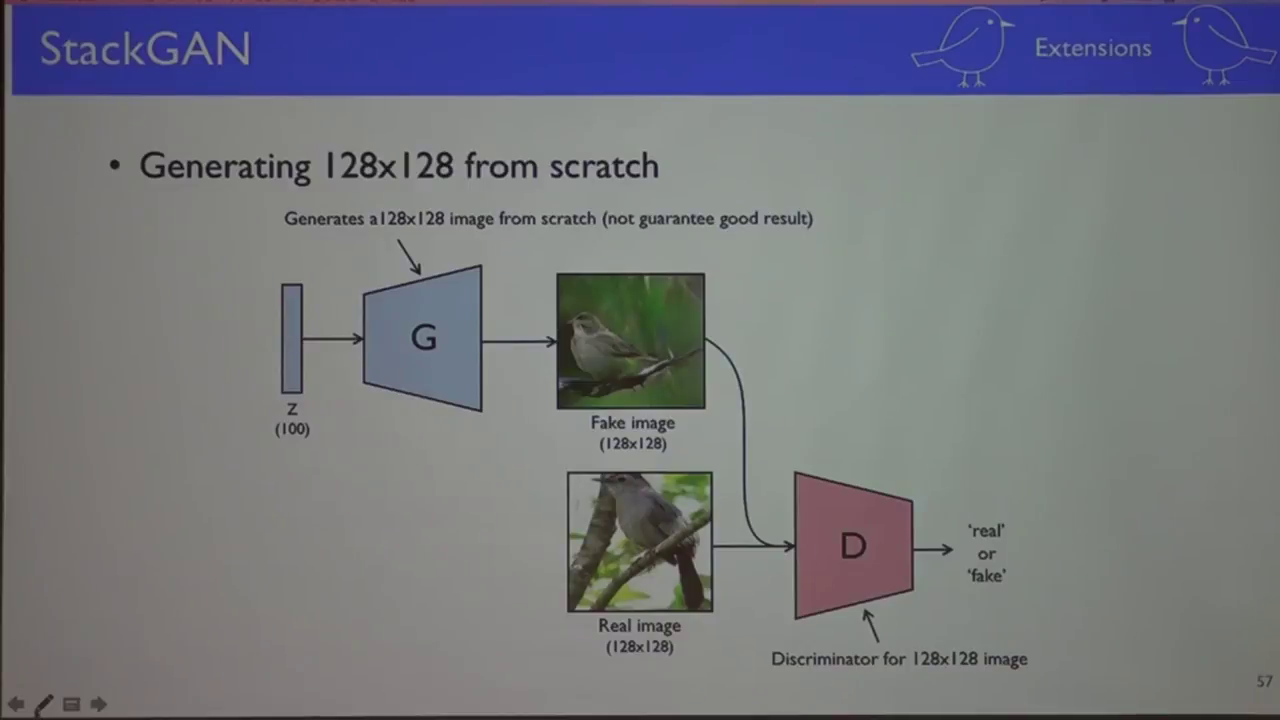 StackGAN
Extensions
• Generating 128x128 from scratch
Generates a128x128 image from scratch (not guarantee good result)
G
z
(100)
Fake image
(128x128)
Real image
(128x128)
D
'real'
or
'fake'
Discriminator for 128x128 image
57